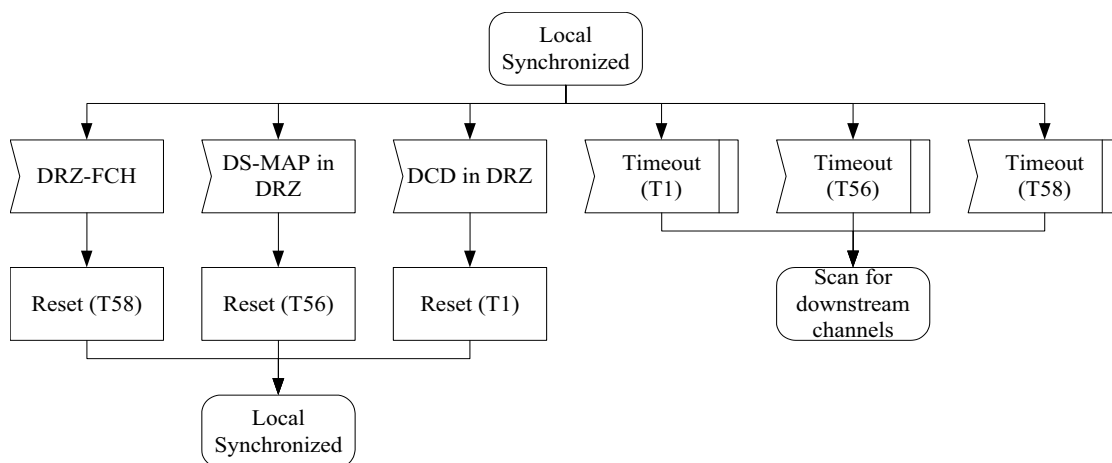 Local
Synchronized
DRZ-FCH
DS-MAP in
DRZ
DCD in DRZ
Timeout
(T1)
Timeout
(T56)
Timeout
(T58)
Reset (T58)
Reset (T56)
Reset (T1)
Scan for
downstream
channels
Local
Synchronized